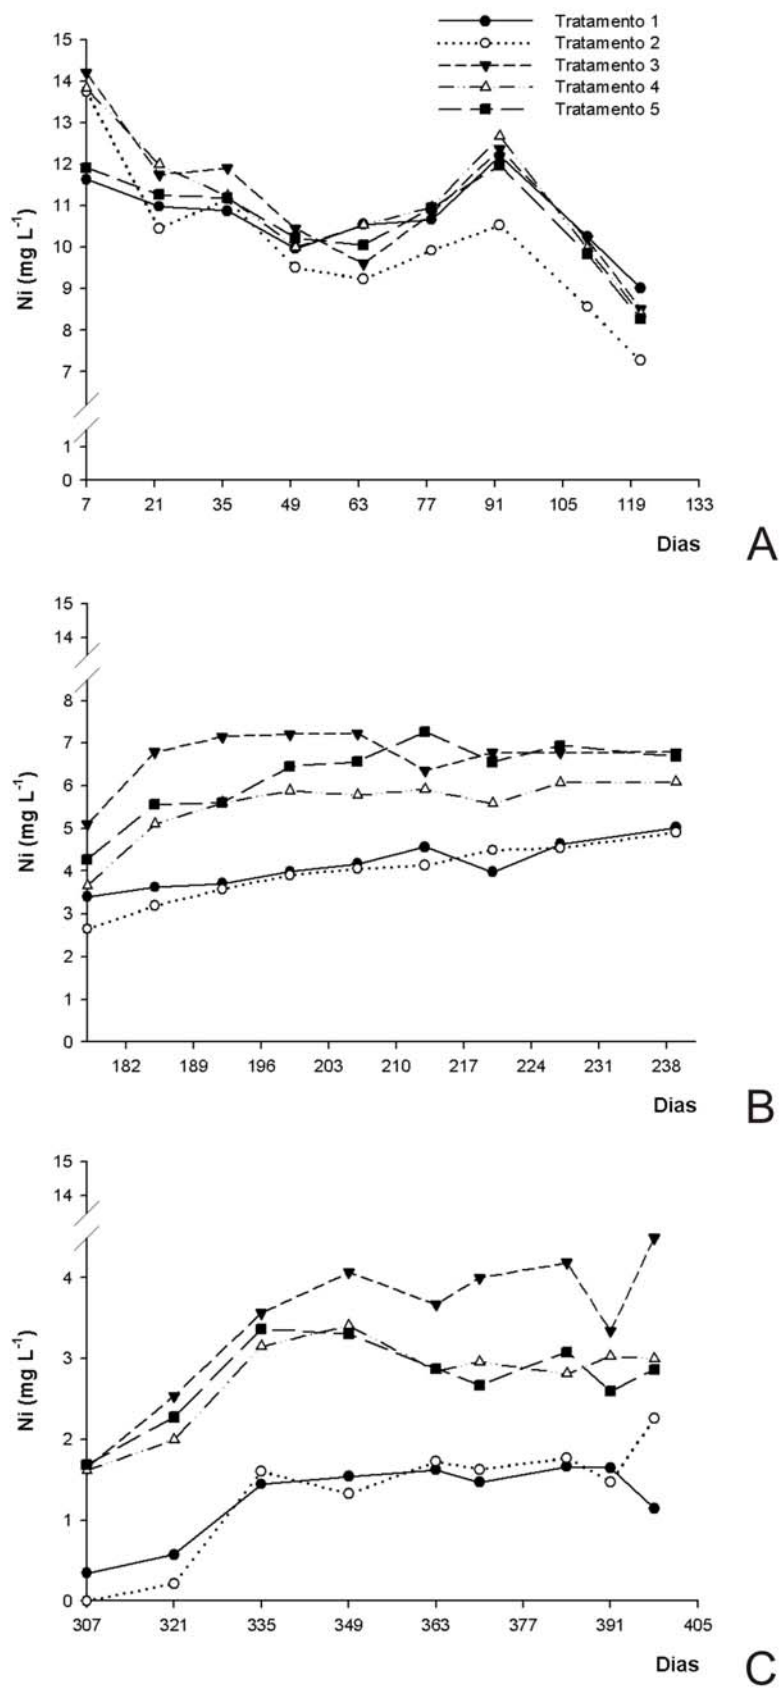 Tratamento 1
Tratamento 2
Tratamento 3
Tratamento 4
Tratamento 5
15
14
13
12
11
10
9
8
7
1
0
Ni (mg L⁻¹)
7 21 35 49 63 77 91 105 119 133
Dias
A
15
14
8
7
6
5
4
3
2
1
0
Ni (mg L⁻¹)
182 189 196 203 210 217 224 231 238
Dias
B
15
14
4
3
2
1
0
Ni (mg L⁻¹)
307 321 335 349 363 377 391 405
Dias
C